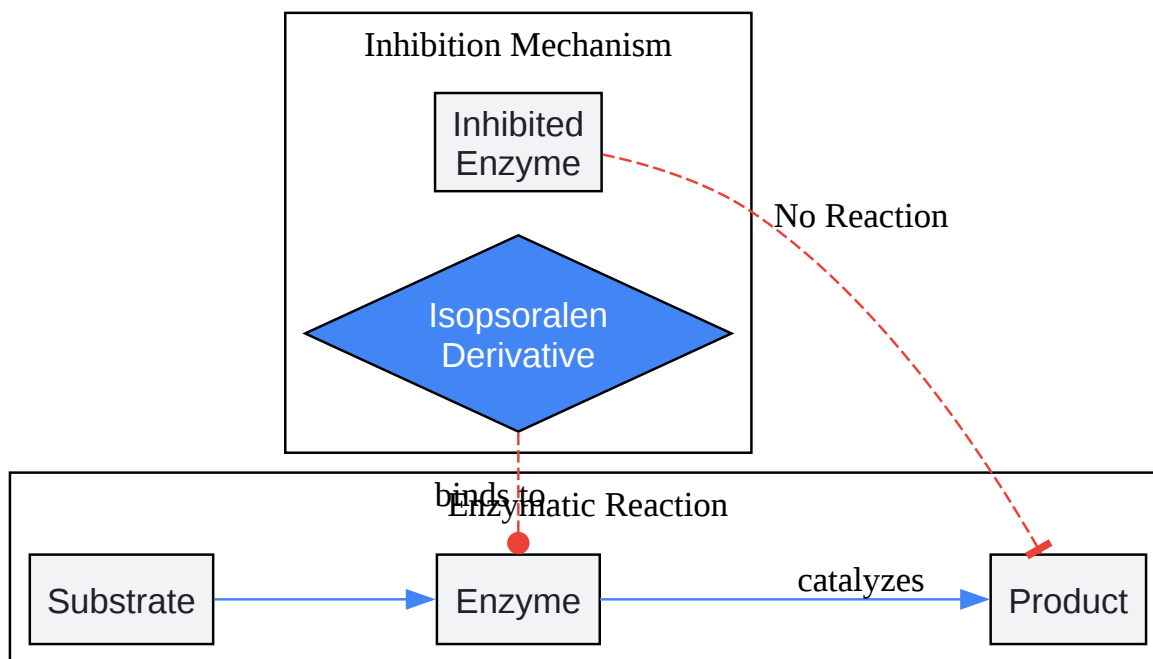 Inhibition Mechanism
Inhibited
Enzyme
No Reaction
Isopsoralen
Derivative
binds to
Enzymatic Reaction
Substrate
Enzyme
catalyzes
Product